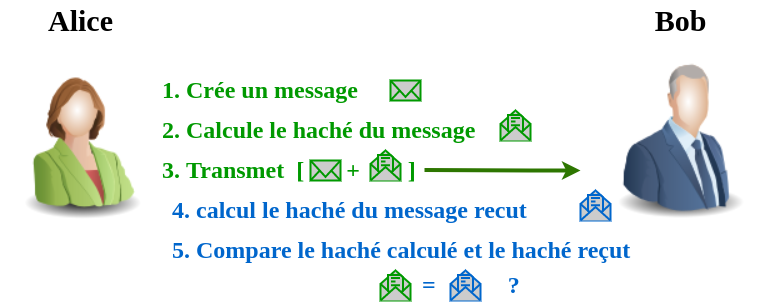 Alice Bob
1. Crée un message
2. Calcule le haché du message
3. Transmet [ + ]
4. calcul le haché du message recut
5. Compare le haché calculé et le haché reçut
= ?